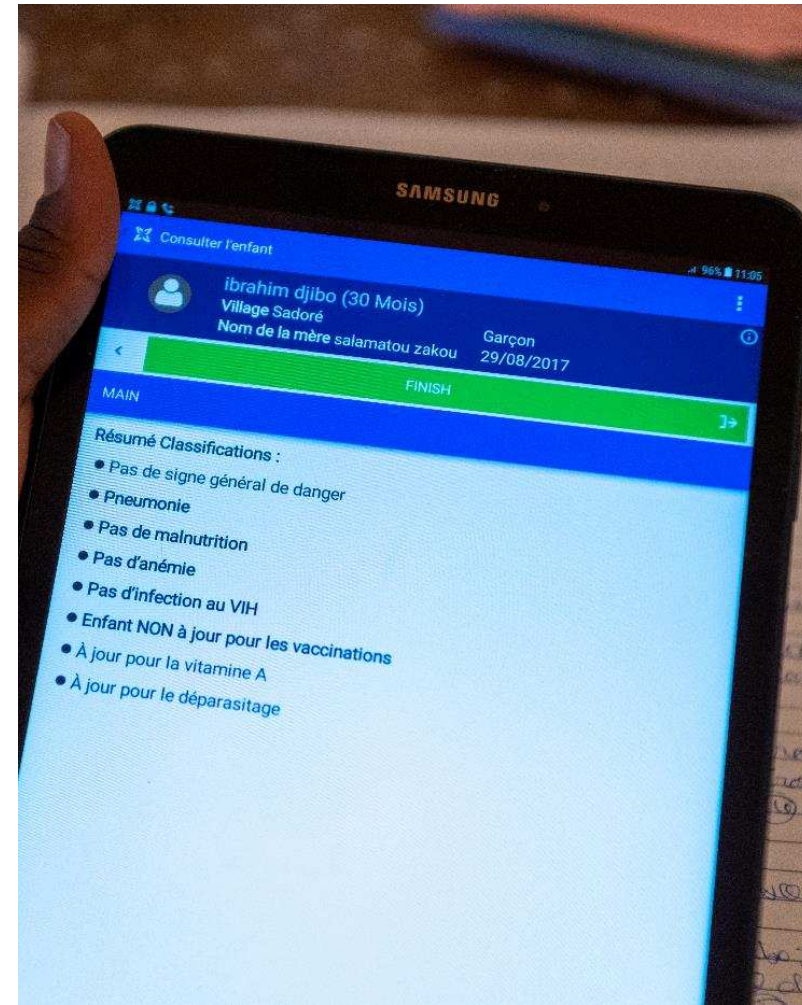 SAMSUNG
96% 11:05
Consulter l'enfant
ibrahim djibo (30 Mois)
Village Sadoré
Garçon
Nom de la mère salamatou zakou
29/08/2017
FINISH
MAIN
Résumé Classifications :
• Pas de signe général de danger
• Pneumonie
• Pas de malnutrition
• Pas d'anémie
• Pas d'infection au VIH
• Enfant NON à jour pour les vaccinations
• À jour pour la vitamine A
• À jour pour le déparasitage